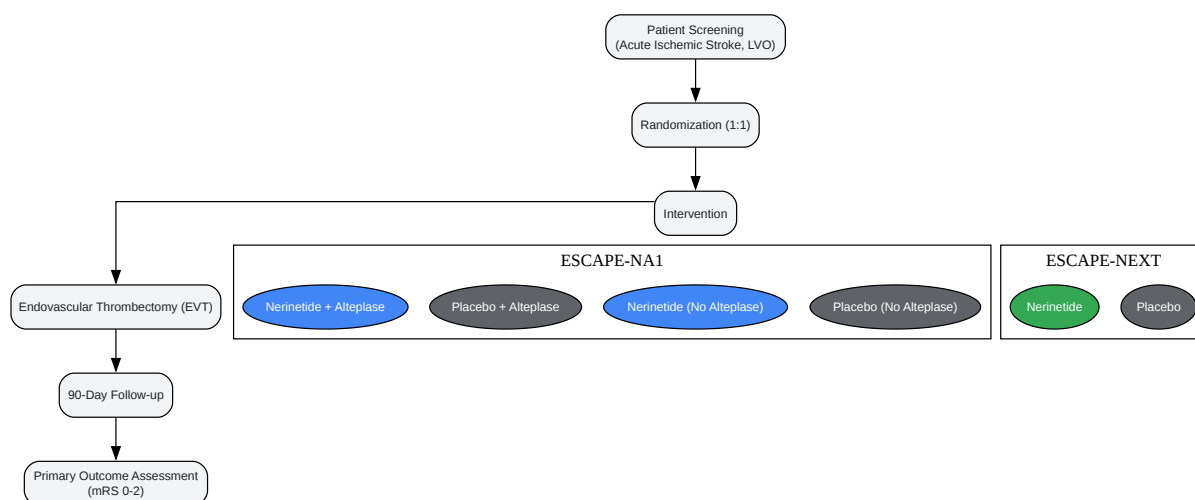 Patient Screening
(Acute Ischemic Stroke, LVO)
Randomization (1:1)
Intervention
ESCAPE-NA1
ESCAPE-NEXT
Endovascular Thrombectomy (EVT)
Nerinetide + Alteplase
Placebo + Alteplase
Nerinetide (No Alteplase)
Placebo (No Alteplase)
Nerinetide
Placebo
90-Day Follow-up
Primary Outcome Assessment
(mRS 0-2)